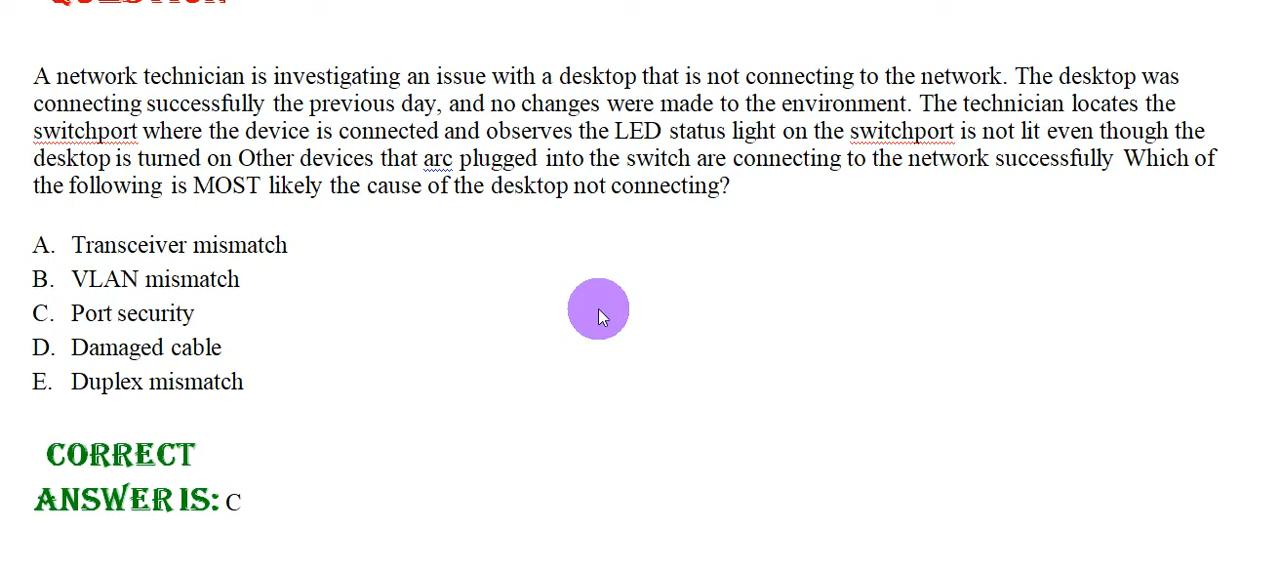 QUESTION
A network technician is investigating an issue with a desktop that is not connecting to the network. The desktop was
connecting successfully the previous day, and no changes were made to the environment. The technician locates the
switchport where the device is connected and observes the LED status light on the switchport is not lit even though the
desktop is turned on Other devices that arc plugged into the switch are connecting to the network successfully Which of
the following is MOST likely the cause of the desktop not connecting?
A. Transceiver mismatch
B. VLAN mismatch
C. Port security
D. Damaged cable
E. Duplex mismatch
CORRECT
ANSWER IS: C